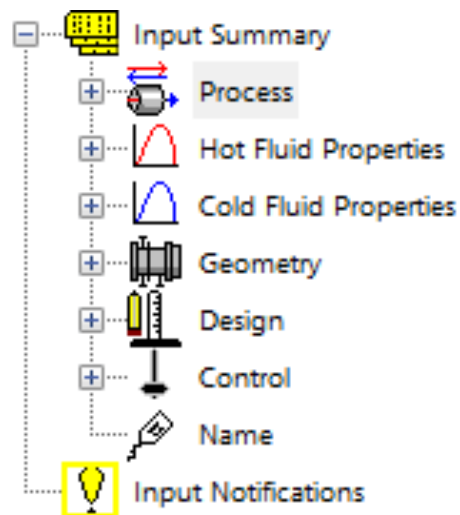 Input Summary
Process
Hot Fluid Properties
Cold Fluid Properties
Geometry
Design
Control
Name
Input Notifications